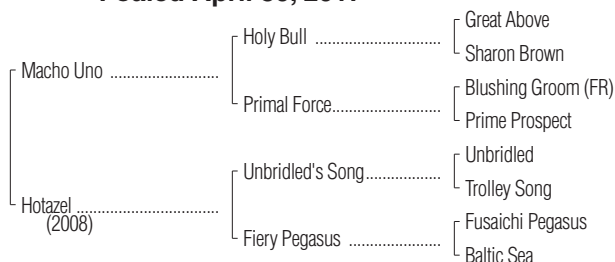 Foaled April
Great Above
Holy Bull ................................
Sharon Brown
Macho Uno ............................
Blushing Groom (FR)
Primal Force...........................
Prime Prospect
Unbridled
Unbridled's Song...................
Trolley Song
Hotazel....................................
(2008)
Fusaichi Pegasus
Fiery Pegasus .......................
Baltic Sea